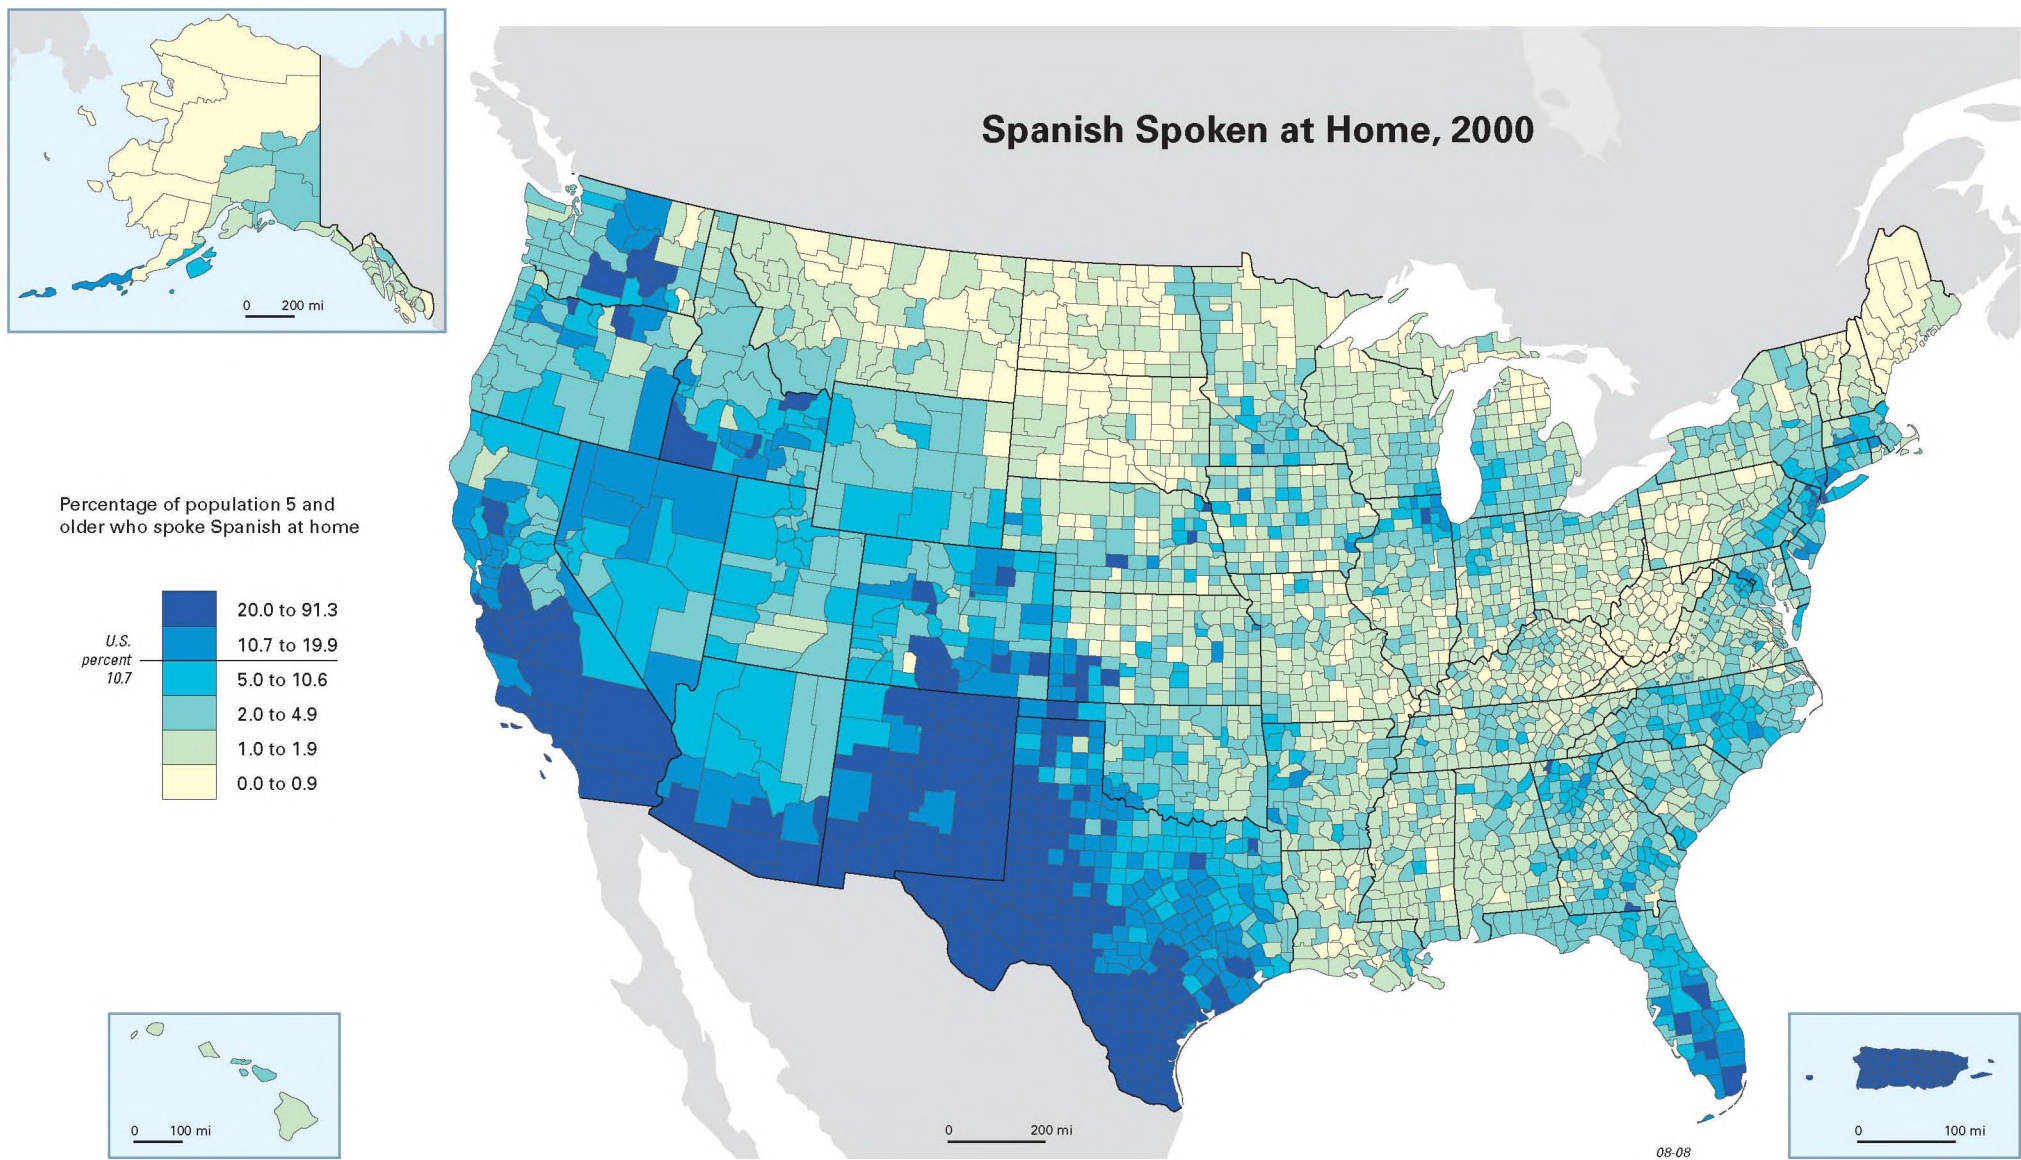 Spanish Spoken at Home, 2000
0 200 mi
Percentage of population 5 and
older who spoke Spanish at home
U.S.
percent
10.7
20.0 to 91.3
10.7 to 19.9
5.0 to 10.6
2.0 to 4.9
1.0 to 1.9
0.0 to 0.9
0 100 mi
0 200 mi
0 100 mi
08-08